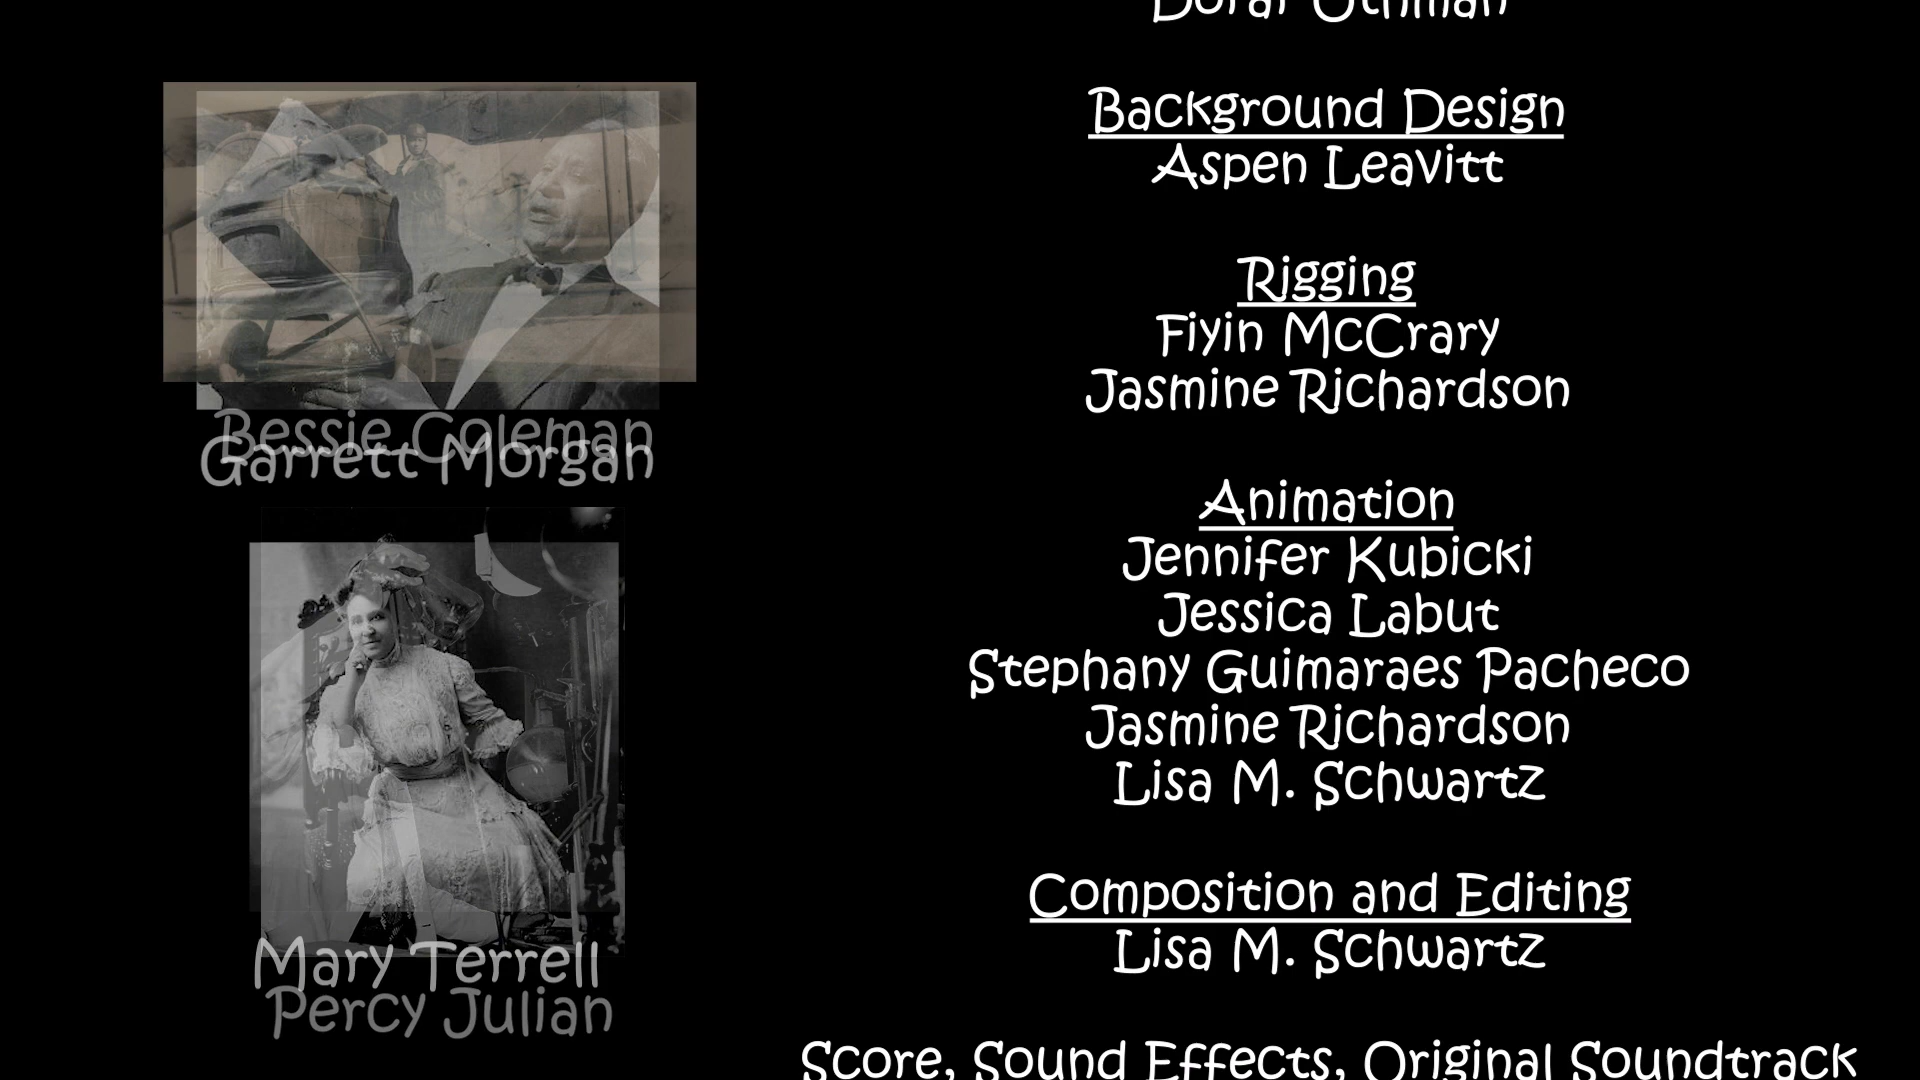 Bessie Coleman
Garrett Morgan
Mary Terrell
Percy Julian
Othman
Background Design
Aspen Leavitt
Rigging
Fiyin McCrary
Jasmine Richardson
Animation
Jennifer Kubicki
Jessica Labut
Stephany Guimaraes Pacheco
Jasmine Richardson
Lisa M. Schwartz
Composition and Editing
Lisa M. Schwartz
Score, Sound Effects, Original Soundtrack